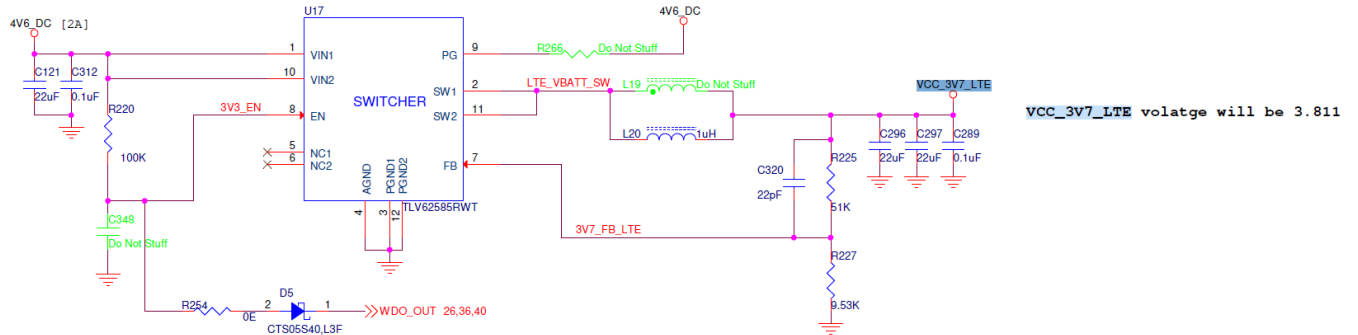 4V6_DC [2A]
C121
22uF
C312
0.1uF
R220
100K
3V3_EN
C348
Do Not Stuff
R254
0E
D5
2
1
CTS05S40,L3F
WDO_OUT 26,36,40
U17
1
VIN1
10
VIN2
8
EN
5
NC1
6
NC2
SWITCHER
PG
9
SW1
2
SW2
11
FB
7
AGND
PGND1
PGND2
4
3
12
TLV62585RWT
R266
Do Not Stuff
4V6_DC
LTE_VBATT_SW
L19
Do Not Stuff
L20
1uH
3V7_FB_LTE
C320
22pF
R225
51K
R227
9.53K
VCC_3V7_LTE
C296
22uF
C297
22uF
C289
0.1uF
VCC_3V7_LTE volatge will be 3.811